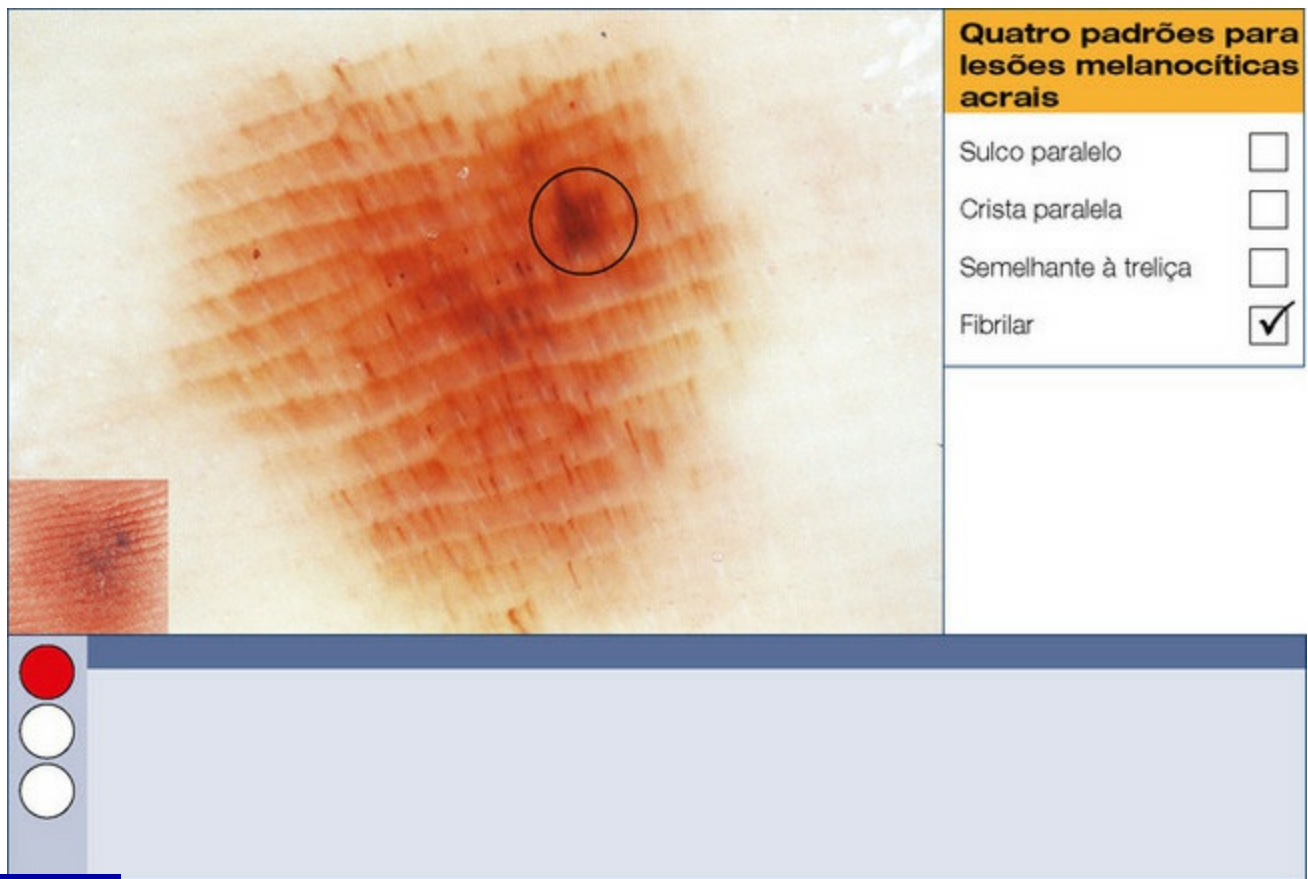 Quatro padrões para
lesões melanocíticas
acrais
Sulco paralelo
Crista paralela
Semelhante à treliça
Fibrilar